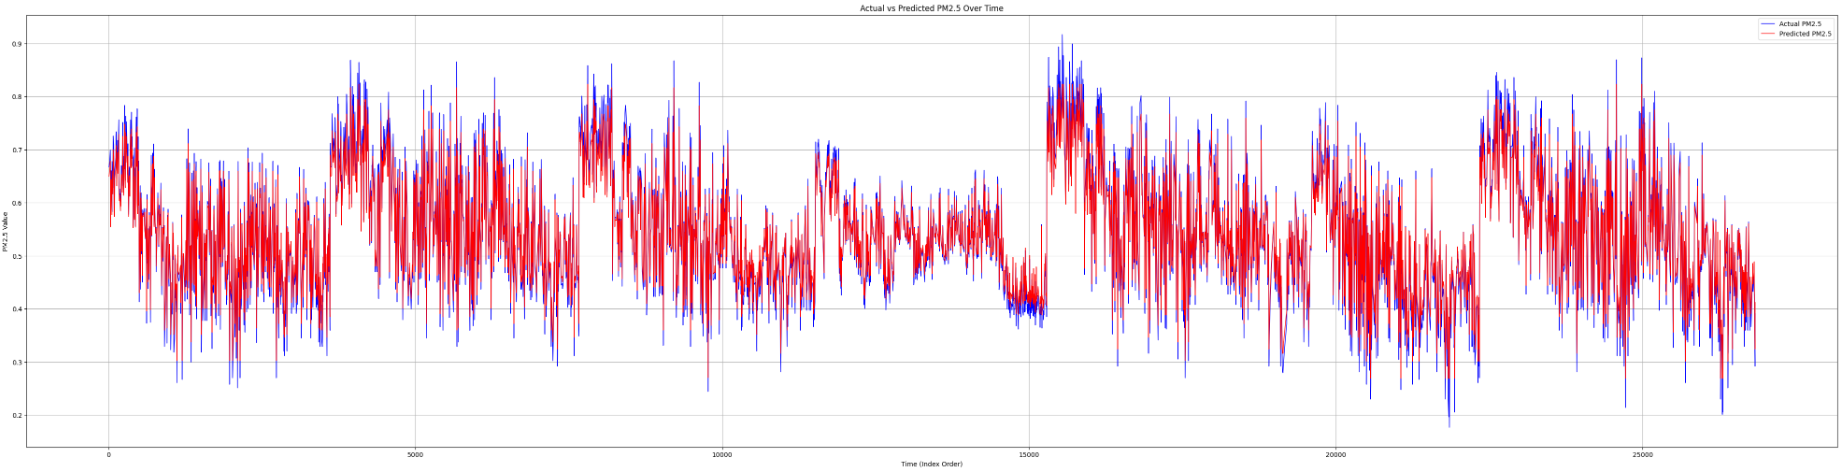 Actual vs Predicted PM2.5 Over Time
Actual PM2.5
Predicted PM2.5
0.9
0.8
0.7
0.6
0.5
0.4
0.3
0.2
PM2.5 Value
0
5000
10000
15000
20000
25000
Time (Index Order)